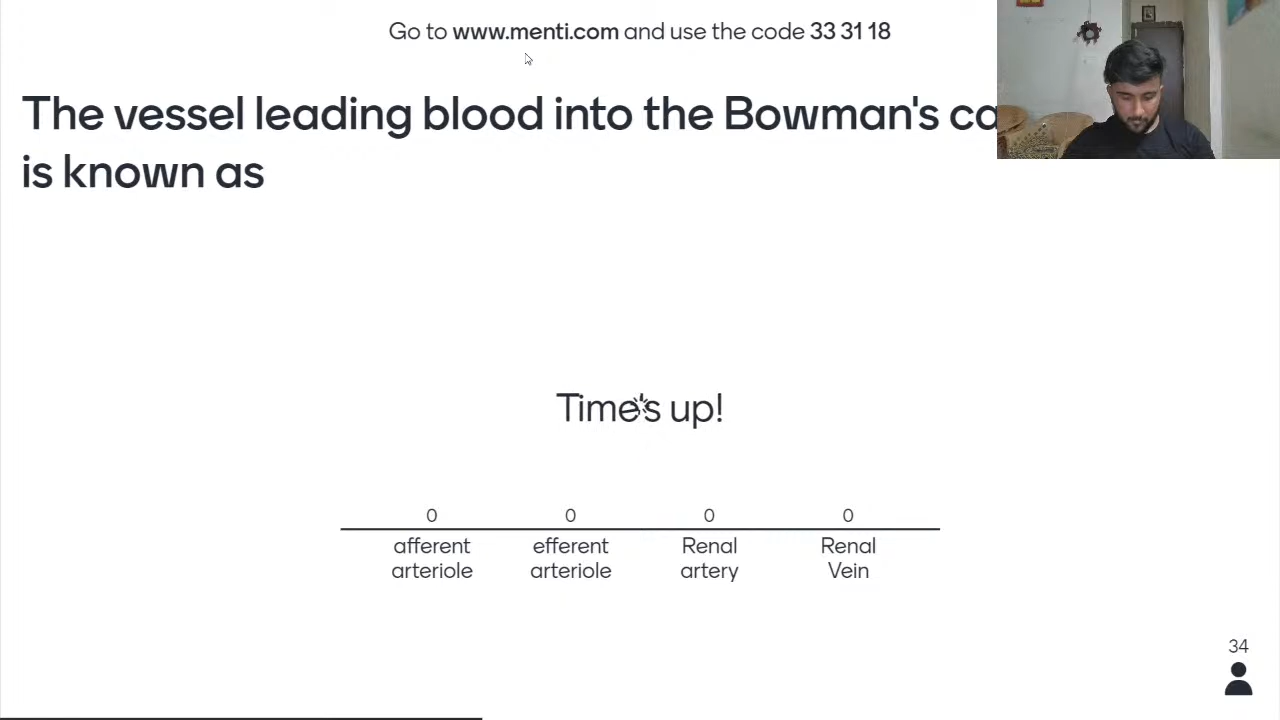 Go to www.menti.com and use the code 33 31 18
The vessel leading blood into the Bowman's
is known as
Time's up!
0 0 0 0
afferent efferent Renal Renal
arteriole arteriole artery Vein
34